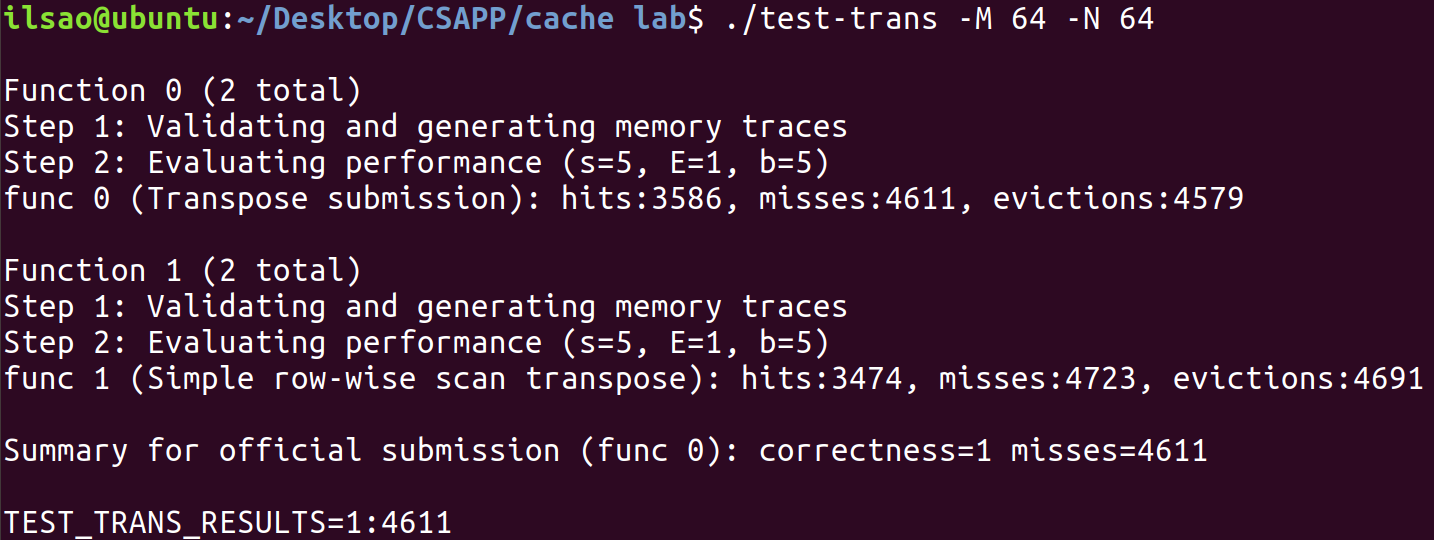 ilsao@ubuntu:~/Desktop/CSAPP/cache lab$ ./test-trans -M 64 -N 64
Function 0 (2 total)
Step 1: Validating and generating memory traces
Step 2: Evaluating performance (s=5, E=1, b=5)
func 0 (Transpose submission): hits:3586, misses:4611, evictions:4579
Function 1 (2 total)
Step 1: Validating and generating memory traces
Step 2: Evaluating performance (s=5, E=1, b=5)
func 1 (Simple row-wise scan transpose): hits:3474, misses:4723, evictions:4691
Summary for official submission (func 0): correctness=1 misses=4611
TEST_TRANS_RESULTS=1:4611